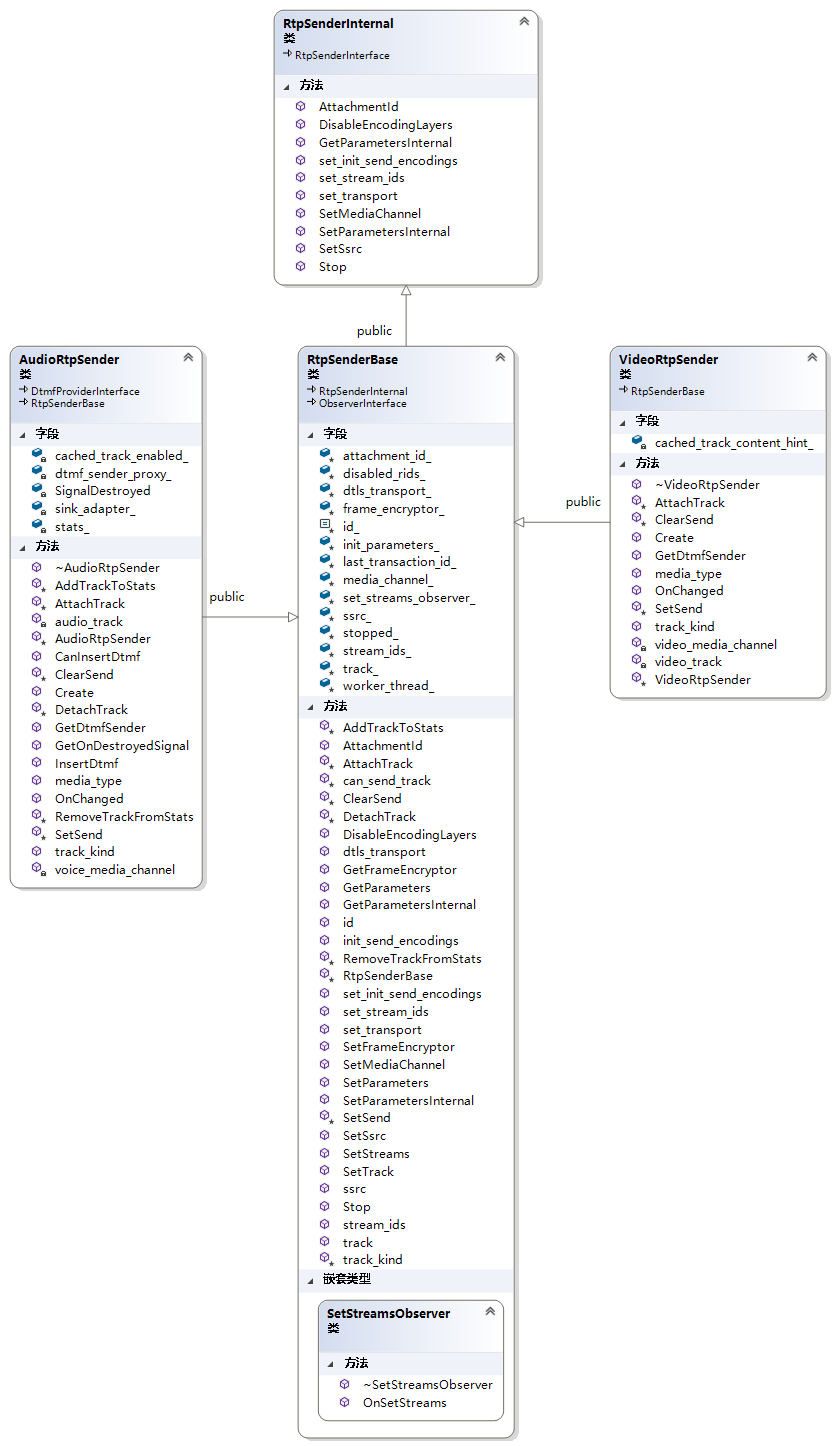 RtpSenderInternal
类
RtpSenderInterface
方法
AttachmentId
DisableEncodingLayers
GetParametersInternal
set_init_send_encodings
set_stream_ids
set_transport
SetMediaChannel
SetParametersInternal
SetSsrc
Stop
public
AudioRtpSender
类
DtmfProviderInterface
RtpSenderBase
字段
cached_track_enabled_
dtmf_sender_proxy_
SignalDestroyed
sink_adapter_
stats_
方法
~AudioRtpSender
AddTrackToStats
AttachTrack
audio_track
AudioRtpSender
CanInsertDtmf
ClearSend
Create
DetachTrack
GetDtmfSender
GetOnDestroyedSignal
InsertDtmf
media_type
OnChanged
RemoveTrackFromStats
SetSend
track_kind
voice_media_channel
public
RtpSenderBase
类
RtpSenderInternal
ObserverInterface
字段
attachment_id_
disabled_rids_
dtls_transport_
frame_encryptor_
id_
init_parameters_
last_transaction_id_
media_channel_
set_streams_observer_
ssrc_
stopped_
stream_ids_
track_
worker_thread_
方法
AddTrackToStats
AttachmentId
AttachTrack
can_send_track
ClearSend
DetachTrack
DisableEncodingLayers
dtls_transport
GetFrameEncryptor
GetParameters
GetParametersInternal
id
init_send_encodings
RemoveTrackFromStats
RtpSenderBase
set_init_send_encodings
set_stream_ids
set_transport
SetFrameEncryptor
SetMediaChannel
SetParameters
SetParametersInternal
SetSend
SetSsrc
SetStreams
SetTrack
ssrc
Stop
stream_ids
track
track_kind
嵌套类型
SetStreamsObserver
类
方法
~SetStreamsObserver
OnSetStreams
public
VideoRtpSender
类
RtpSenderBase
字段
cached_track_content_hint_
方法
~VideoRtpSender
AttachTrack
ClearSend
Create
GetDtmfSender
media_type
OnChanged
SetSend
track_kind
video_media_channel
video_track
VideoRtpSender